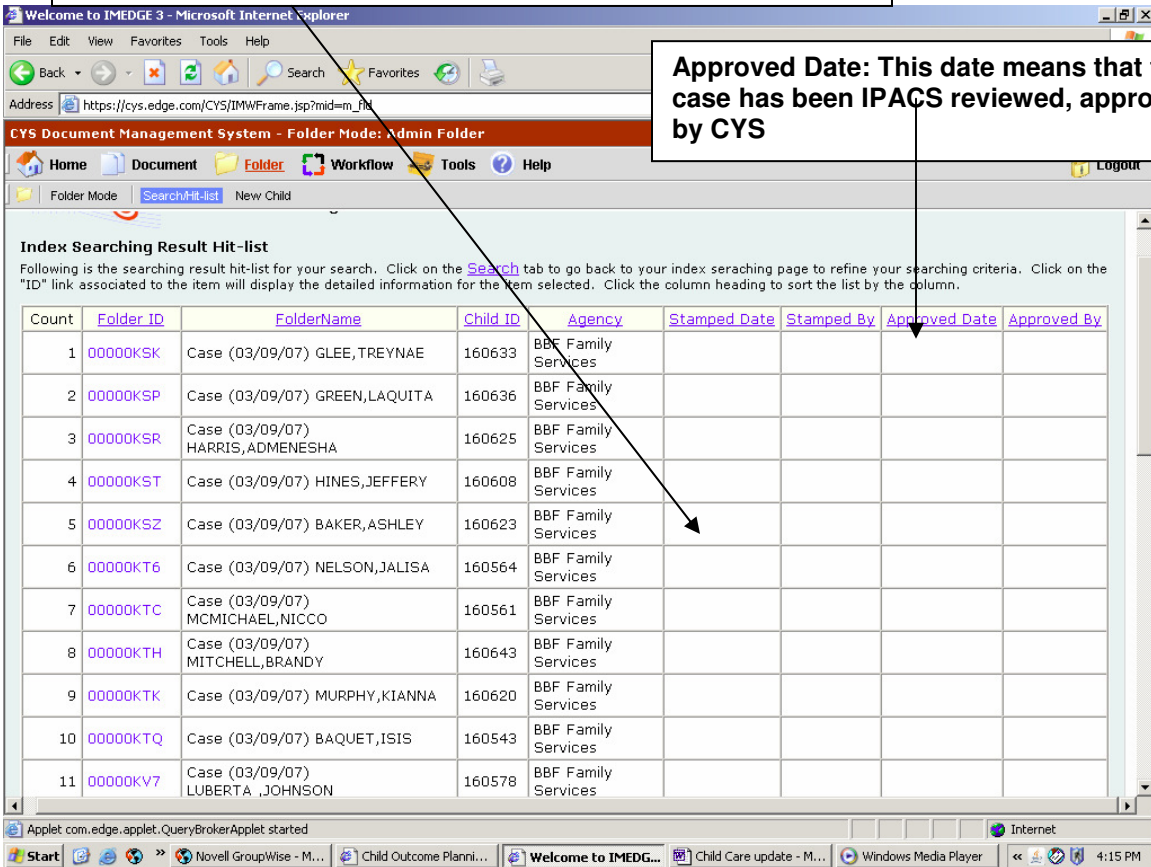 Welcome to IMEDGE 3 - Microsoft Internet Explorer
File Edit View Favorites Tools Help
Back Search Favorites
Approved Date: This date means that
case has been IPACS reviewed,
by CYS
Address https://cys.edge.com/CYS/IMWFrame.jsp?mid=m_fld
CYS Document Management System - Folder Mode: Admin Folder
Home Document Folder Workflow Tools Help Logout
Folder Mode Search/Hit-list New Child
Index Searching Result Hit-list
Following is the searching result hit-list for your search. Click on the Search tab to go back to your index seraching page to refine your searching criteria. Click on the
"ID" link associated to the item will display the detailed information for the item selected. Click the column heading to sort the list by the column.
Count Folder ID FolderName Child ID Agency Stamped Date Stamped By Approved Date Approved By
1 00000KSK Case (03/09/07) GLEE,TREYNAE 160633 BBF Family
Services
2 00000KSP Case (03/09/07) GREEN,LAQUITA 160636 BBF Family
Services
3 00000KSR Case (03/09/07)
HARRIS,ADMENESHA 160625 BBF Family
Services
4 00000KST Case (03/09/07) HINES,JEFFERY 160608 BBF Family
Services
5 00000KSZ Case (03/09/07) BAKER,ASHLEY 160623 BBF Family
Services
6 00000KT6 Case (03/09/07) NELSON,JALISA 160564 BBF Family
Services
7 00000KTC Case (03/09/07)
MCMICHAEL,NICCO 160561 BBF Family
Services
8 00000KTH Case (03/09/07)
MITCHELL,BRANDY 160643 BBF Family
Services
9 00000KTK Case (03/09/07) MURPHY,KIANNA 160620 BBF Family
Services
10 00000KTQ Case (03/09/07) BAQUET,ISIS 160543 BBF Family
Services
11 00000KV7 Case (03/09/07)
LUBERTA ,JOHNSON 160578 BBF Family
Services
Applet com.edge.applet.QueryBrokerApplet started Internet
Start » Novell GroupWise - M... Child Outcome Planni... Welcome to IMEDG... Child Care update - M... Windows Media Player « 4:15 PM